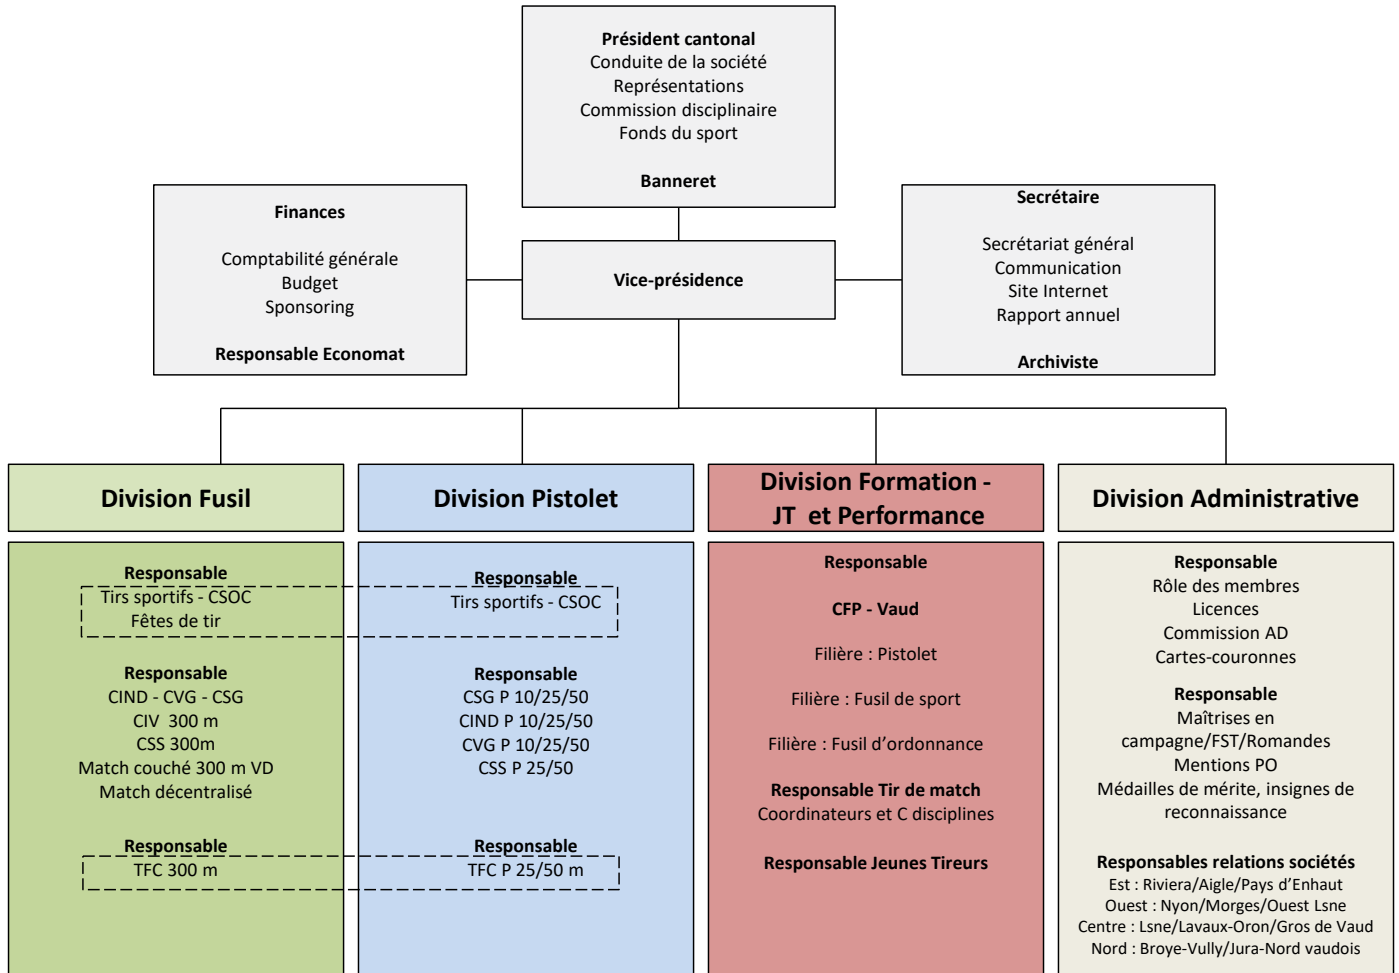 Président cantonal
Conduite de la société
Représentations
Commission disciplinaire
Fonds du sport
Banneret
Finances
Comptabilité générale
Budget
Sponsoring
Responsable Economat
Vice-présidence
Secrétaire
Secrétariat général
Communication
Site Internet
Rapport annuel
Archiviste
Division Fusil
Responsable
Tirs sportifs - CSOC
Fêtes de tir
Responsable
CIND - CVG - CSG
CIV 300 m
CSS 300m
Match couché 300 m VD
Match décentralisé
Responsable
TFC 300 m
Division Pistolet
Responsable
Tirs sportifs - CSOC
Responsable
CSG P 10/25/50
CIND P 10/25/50
CVG P 10/25/50
CSS P 25/50
Responsable
TFC P 25/50 m
Division Formation -
JT et Performance
Responsable
CFP - Vaud
Filière : Pistolet
Filière : Fusil de sport
Filière : Fusil d’ordonnance
Responsable Tir de match
Coordinateurs et C disciplines
Responsable Jeunes Tireurs
Division Administrative
Responsable
Rôle des membres
Licences
Commission AD
Cartes-couronnes
Responsable
Maîtrises en
campagne/FST/Romandes
Mentions PO
Médailles de mérite, insignes de
reconnaissance
Responsables relations sociétés
Est : Riviera/Aigle/Pays d’Enhaut
Ouest : Nyon/Morges/Ouest Lsne
Centre : Lsne/Lavaux-Oron/Gros de Vaud
Nord : Broye-Vully/Jura-Nord vaudois